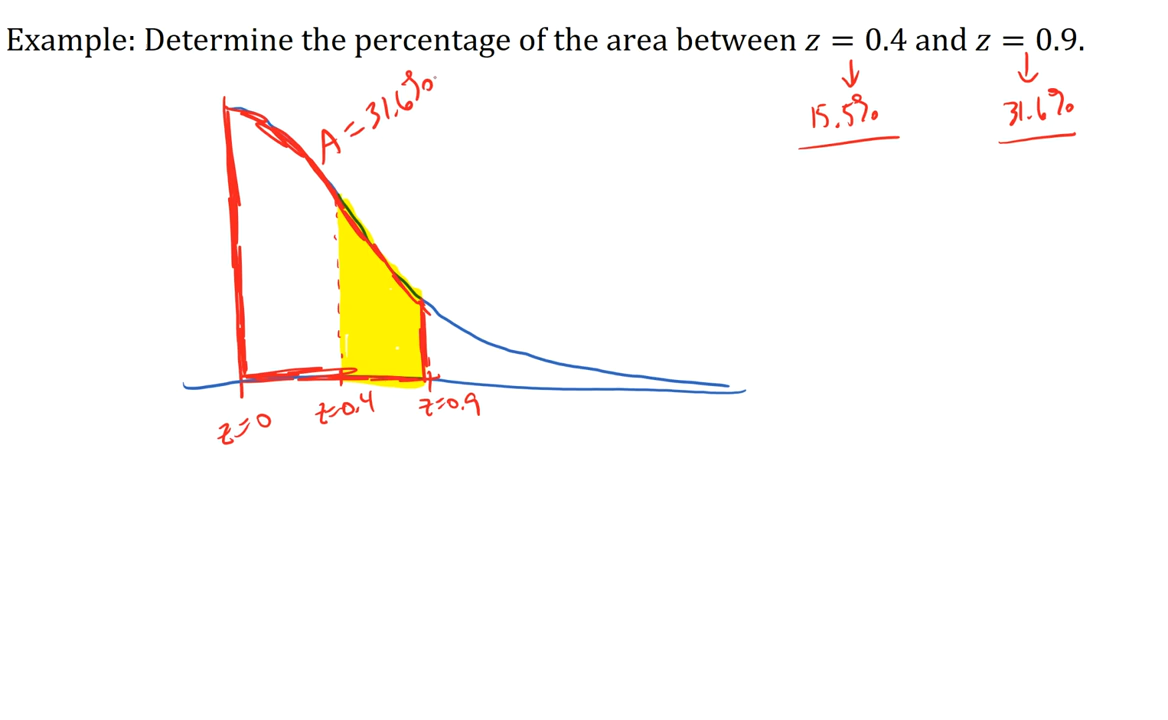 Example: Determine the percentage of the area between z = 0.4 and z = 0.9.
15.5%
31.6%
A = 31.6%
z=0
z=0.4
z=0.9